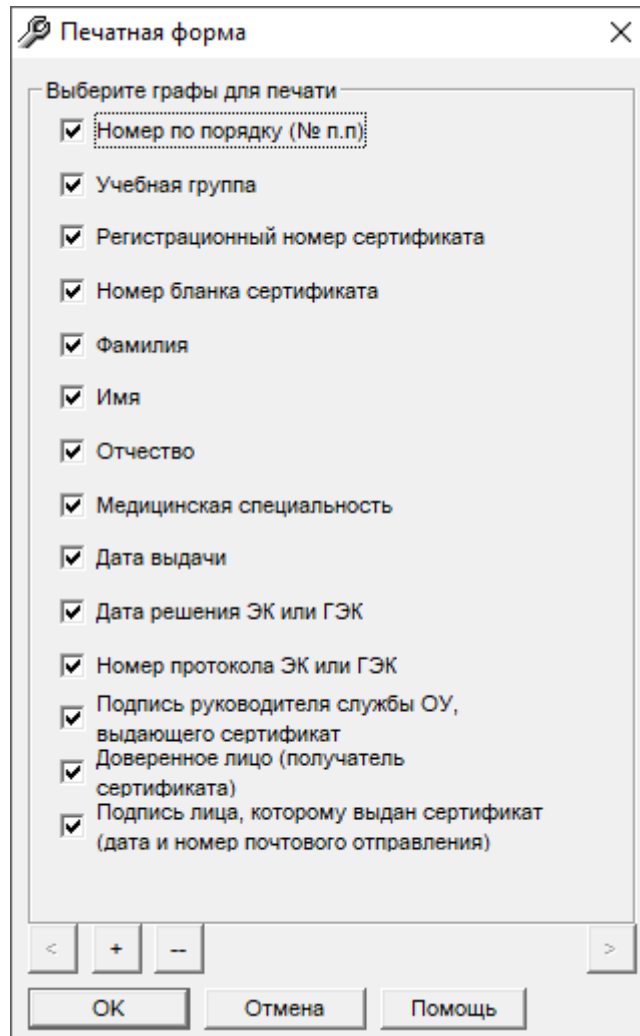 Печатная форма
Выберите графы для печати
Номер по порядку (№ п.п)
Учебная группа
Регистрационный номер сертификата
Номер бланка сертификата
Фамилия
Имя
Отчество
Медицинская специальность
Дата выдачи
Дата решения ЭК или ГЭК
Номер протокола ЭК или ГЭК
Подпись руководителя службы ОУ,
выдающего сертификат
Доверенное лицо (получатель
сертификата)
Подпись лица, которому выдан сертификат
(дата и номер почтового отправления)
< + -- >
OK Отмена Помощь